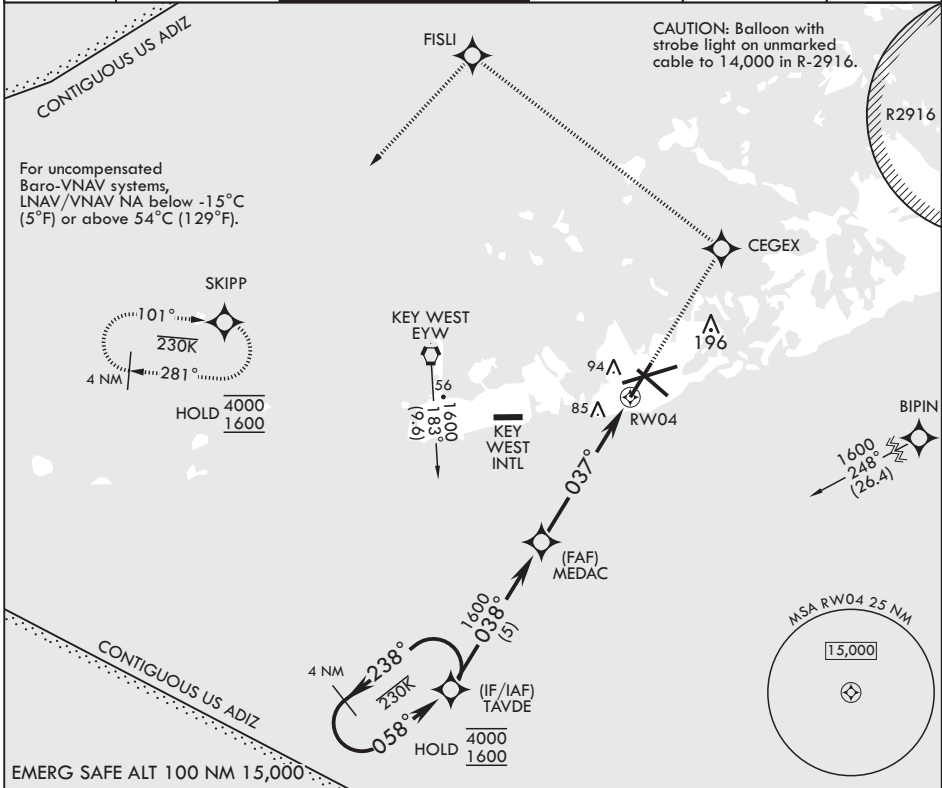 CONTIGUOUS US ADIZ
FISLI
CAUTION: Balloon with
strobe light on unmarked
cable to 14,000 in R-2916.
R2916
For uncompensated
Baro-VNAV systems,
LNAV/VNAV NA below -15°C
(5°F) or above 54°C (129°F).
CEGEX
SKIPP
101°
230K
4 NM
281°
HOLD
4000
1600
KEY WEST
EYW
56
1600
183°
(9.6)
KEY
WEST
INTL
94
196
85
RW04
BIPIN
1600
248°
(26.4)
037°
(FAF)
MEDAC
1600
038°
(5)
MSA RW04 25 NM
15,000
CONTIGUOUS US ADIZ
4 NM
238°
230K
058°
(IF/IAF)
TAVDE
HOLD
4000
1600
EMERG SAFE ALT 100 NM 15,000